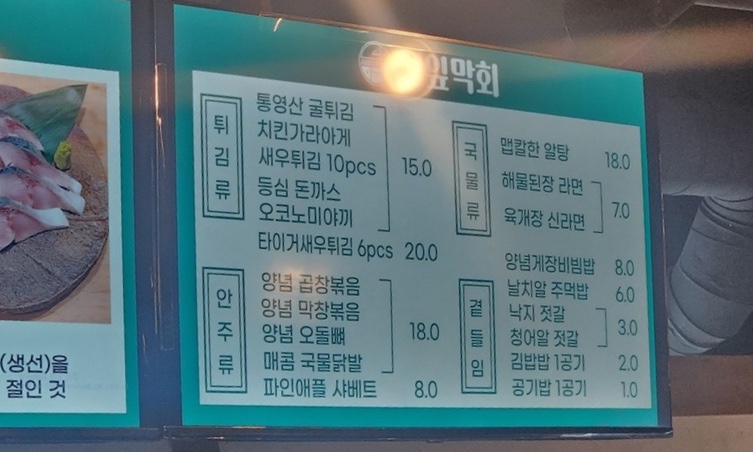 (생선)을
절인 것
잎막회
튀김류
통영산 굴튀김
치킨가라아게
새우튀김 10pcs
등심 돈까스
오코노미야끼
15.0
타이거새우튀김 6pcs 20.0
안주류
양념 곱창볶음
양념 막창볶음
양념 오돌뼈
매콤 국물닭발
18.0
파인애플 샤베트 8.0
국물류
맵칼한 알탕 18.0
해물된장 라면
육개장 신라면
7.0
곁들임
양념게장비빔밥 8.0
날치알 주먹밥 6.0
낙지 젓갈
청어알 젓갈
3.0
김밥밥 1공기 2.0
공기밥 1공기 1.0